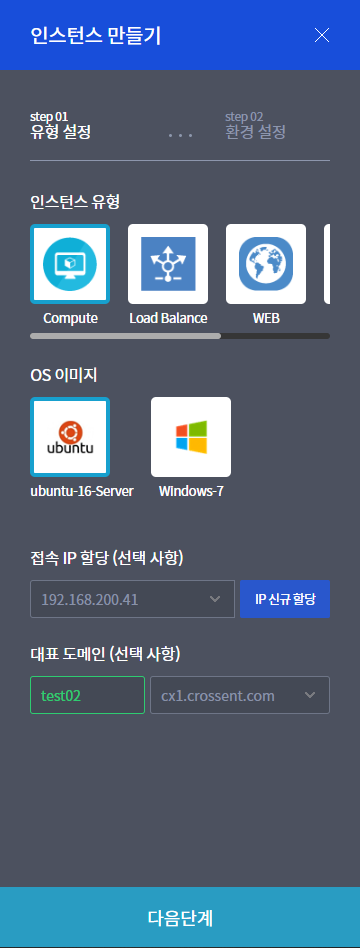 인스턴스 만들기
step 01
유형 설정
...
step 02
환경 설정
인스턴스 유형
Compute
Load Balance
WEB
OS 이미지
ubuntu
ubuntu-16-Server
Windows-7
접속 IP 할당 (선택 사항)
192.168.200.41
IP 신규 할당
대표 도메인 (선택 사항)
test02
cx1.crossent.com
다음단계